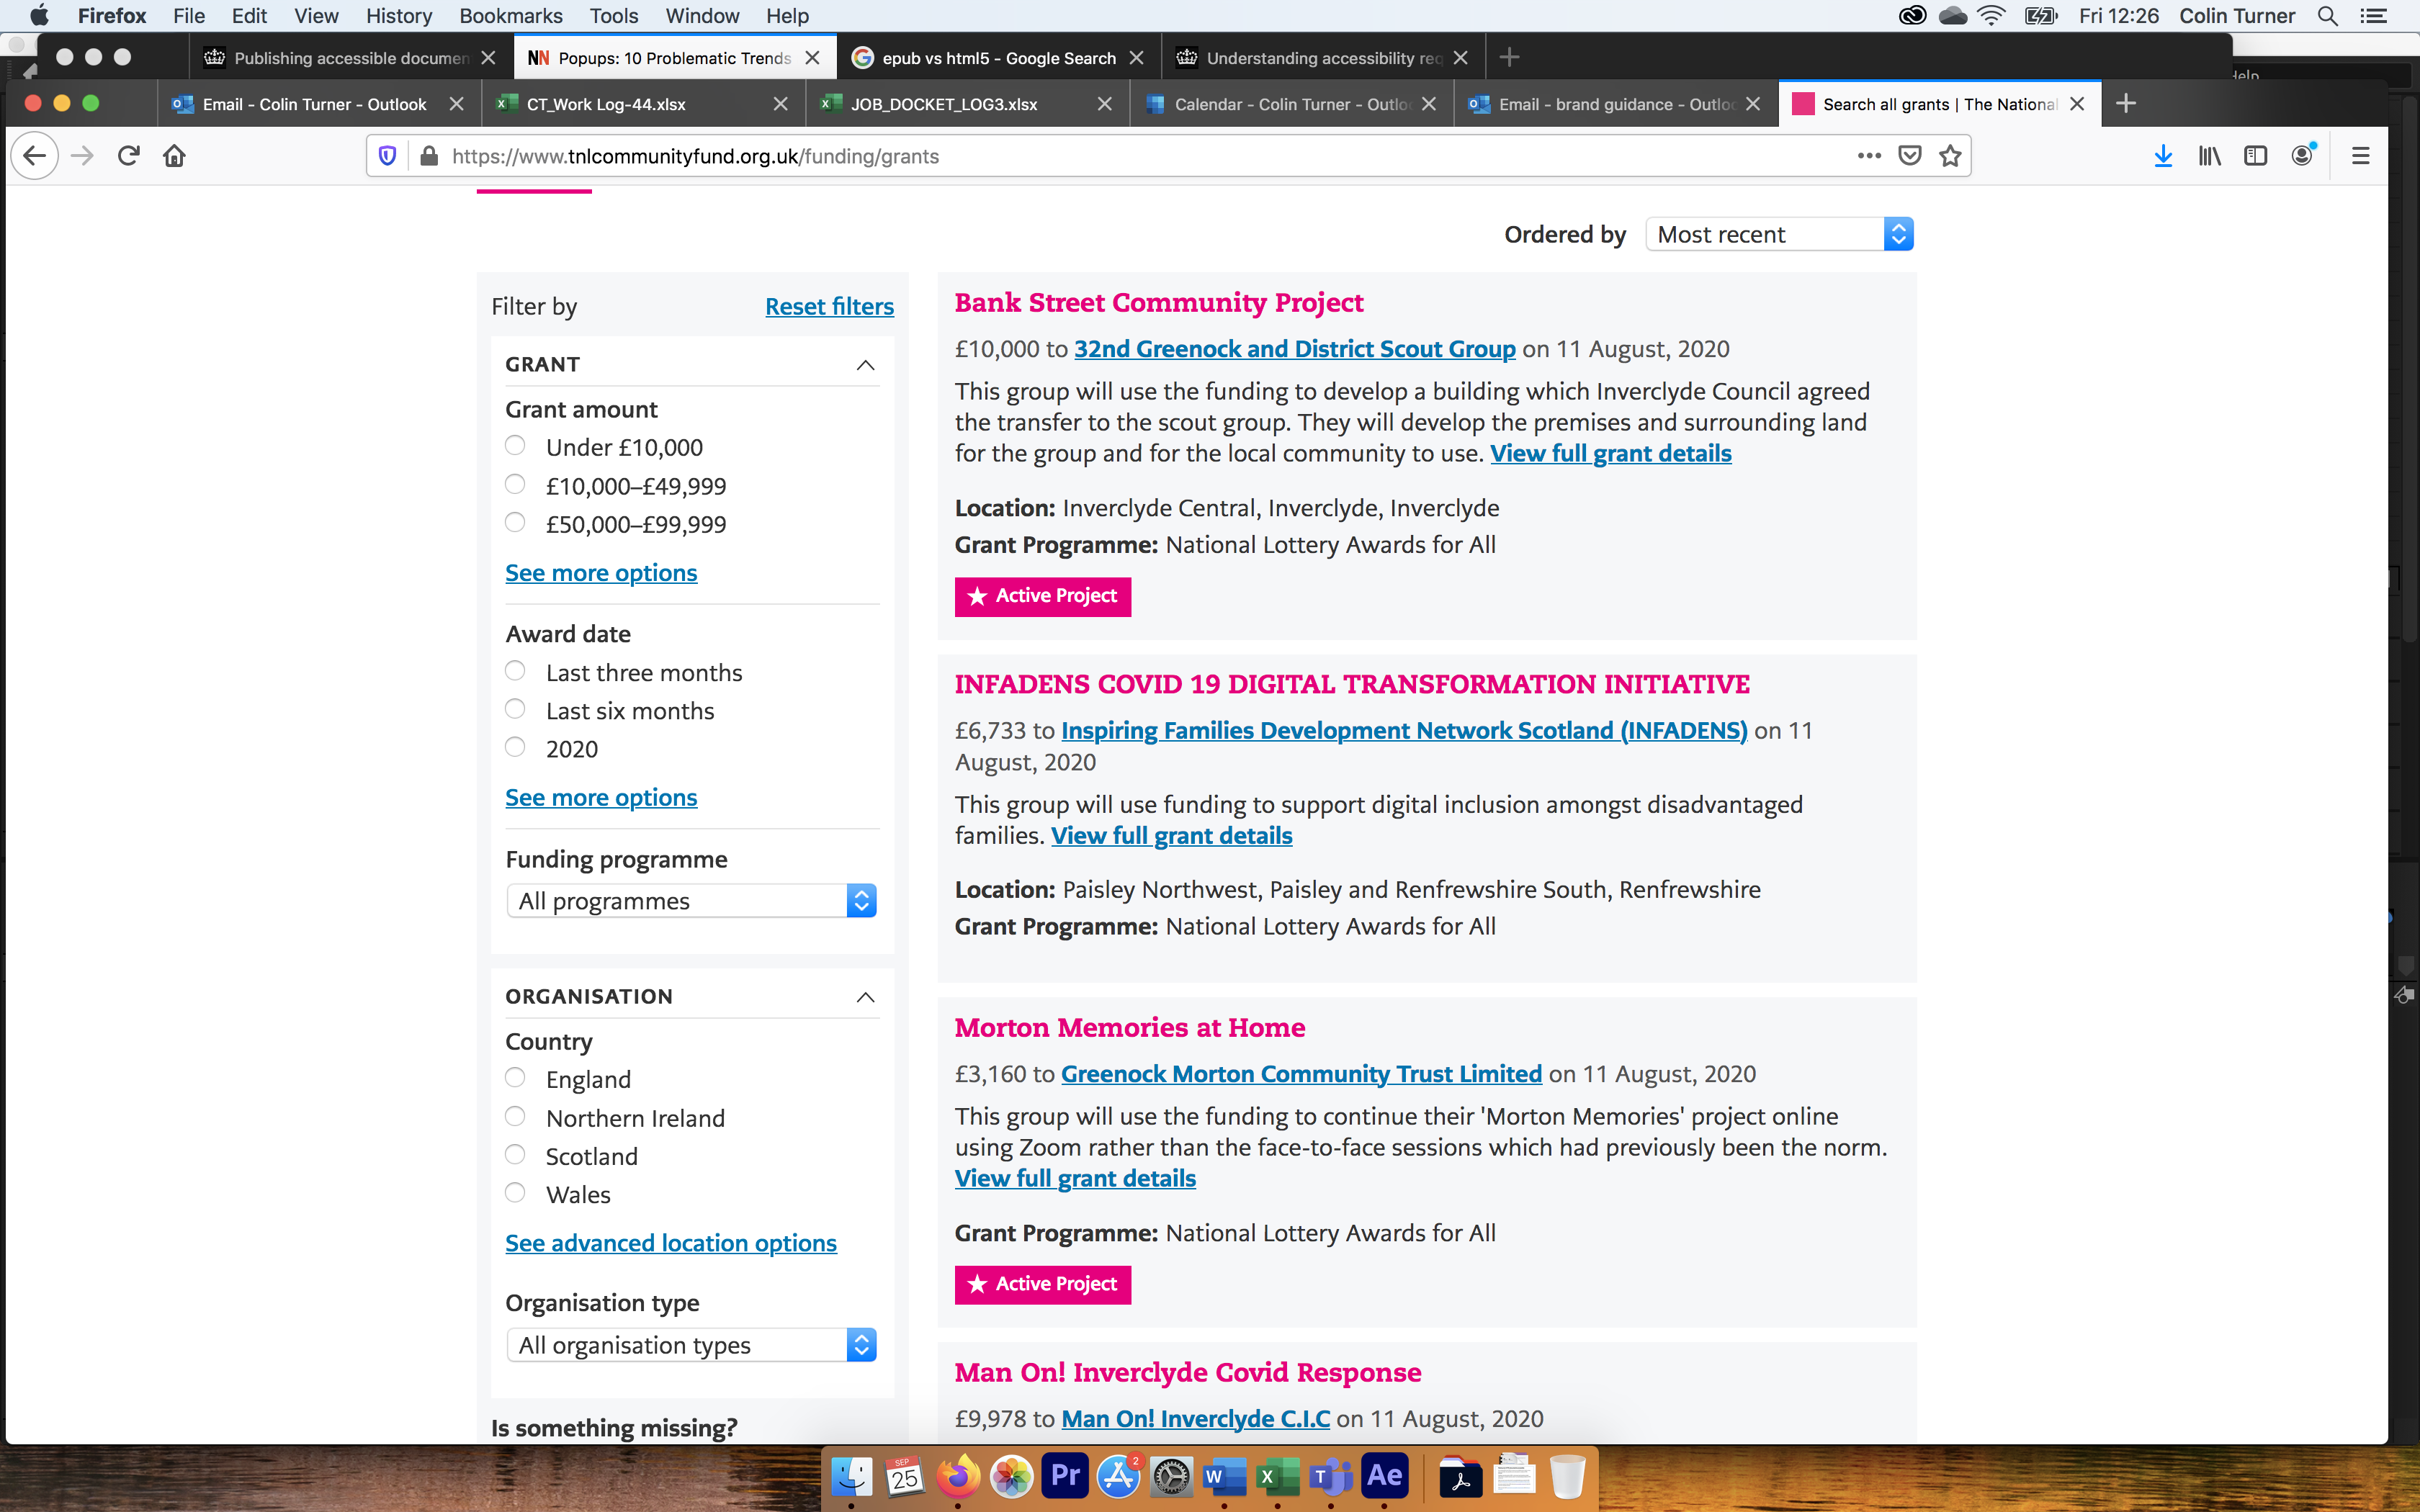 Firefox File Edit View History Bookmarks Tools Window Help Fri 12:26 Colin Turner
Publishing accessible documen Popups: 10 Problematic Trends epub vs html5 - Google Search Understanding accessibility req
Help
Email - Colin Turner - Outlook CT_Work Log-44.xlsx JOB_DOCKET_LOG3.xlsx Calendar - Colin Turner - Outlo Email - brand guidance - Outloo Search all grants | The National
https://www.tnlcommunityfund.org.uk/funding/grants
Ordered by Most recent
Filter by Reset filters
GRANT
Grant amount
Under £10,000
£10,000–£49,999
£50,000–£99,999
See more options
Award date
Last three months
Last six months
2020
See more options
Funding programme
All programmes
ORGANISATION
Country
England
Northern Ireland
Scotland
Wales
See advanced location options
Organisation type
All organisation types
Is something missing?
Bank Street Community Project
£10,000 to 32nd Greenock and District Scout Group on 11 August, 2020
This group will use the funding to develop a building which Inverclyde Council agreed
the transfer to the scout group. They will develop the premises and surrounding land
for the group and for the local community to use. View full grant details
Location: Inverclyde Central, Inverclyde, Inverclyde
Grant Programme: National Lottery Awards for All
Active Project
INFADENS COVID 19 DIGITAL TRANSFORMATION INITIATIVE
£6,733 to Inspiring Families Development Network Scotland (INFADENS) on 11
August, 2020
This group will use funding to support digital inclusion amongst disadvantaged
families. View full grant details
Location: Paisley Northwest, Paisley and Renfrewshire South, Renfrewshire
Grant Programme: National Lottery Awards for All
Morton Memories at Home
£3,160 to Greenock Morton Community Trust Limited on 11 August, 2020
This group will use the funding to continue their 'Morton Memories' project online
using Zoom rather than the face-to-face sessions which had previously been the norm.
View full grant details
Grant Programme: National Lottery Awards for All
Active Project
Man On! Inverclyde Covid Response
£9,978 to Man On! Inverclyde C.I.C on 11 August, 2020
SEP
25 Pr 2 W X T Ae